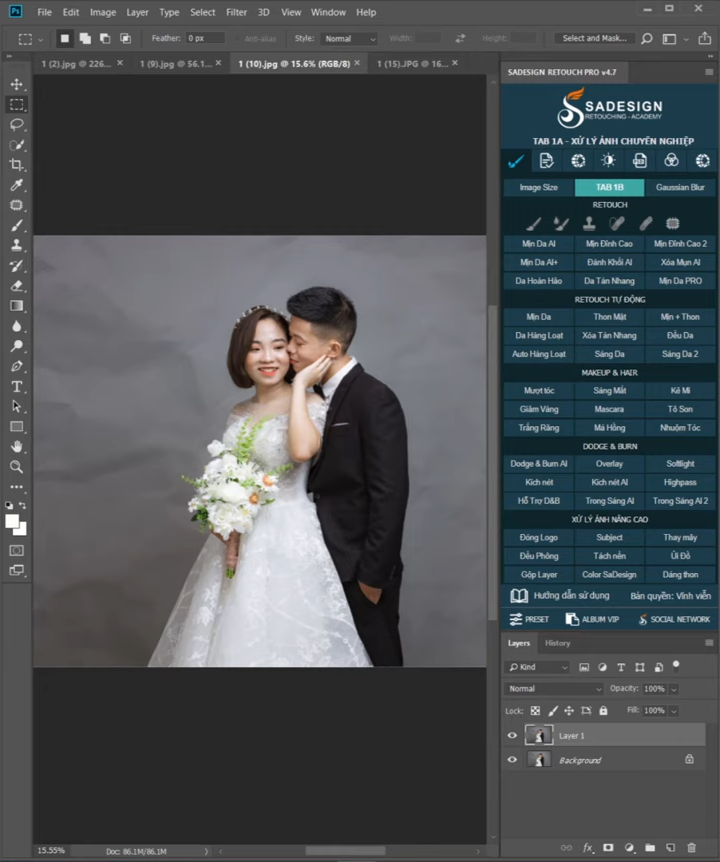 Ps File Edit Image Layer Type Select Filter 3D View Window Help
Feather: 0 px Anti-alias Style: Normal Width: Height: Select and Mask...
1 (2).jpg @ 226... × 1 (9).jpg @ 56.1... × 1 (10).jpg @ 15.6% (RGB/8) × 1 (15).JPG @ 16... ×
SADESIGN RETOUCH PRO v4.7
SADESIGN
RETOUCHING - ACADEMY
TAB 1A - XỬ LÝ ẢNH CHUYÊN NGHIỆP
Image Size TAB 1B Gaussian Blur
RETOUCH
Mịn Da AI Mịn Đỉnh Cao Mịn Đỉnh Cao 2
Mịn Da AI+ Đánh Khối AI Xóa Mụn AI
Da Hoàn Hảo Da Tàn Nhang Mịn Da PRO
RETOUCH TỰ ĐỘNG
Mịn Da Thon Mặt Mịn + Thon
Da Hàng Loạt Xóa Tàn Nhang Đều Da
Auto Hàng Loạt Sáng Da Sáng Da 2
MAKEUP & HAIR
Mượt tóc Sáng Mắt Kẻ Mi
Giảm Vàng Mascara Tô Son
Trắng Răng Má Hồng Nhuộm Tóc
DODGE & BURN
Dodge & Burn AI Overlay Softlight
Kích nét Kích nét AI Highpass
Hỗ Trợ D&B Trong Sáng AI Trong Sáng AI 2
XỬ LÝ ẢNH NÂNG CAO
Đóng Logo Subject Thay mây
Đều Phông Tách nền Ủi Đồ
Gộp Layer Color SaDesign Dáng thon
Hướng dẫn sử dụng Bản quyền: Vĩnh viễn
PRESET ALBUM VIP SOCIAL NETWORK
Layers History
Kind
Normal Opacity: 100%
Lock: Fill: 100%
Layer 1
Background
15.55% Doc: 86.1M/86.1M
fx